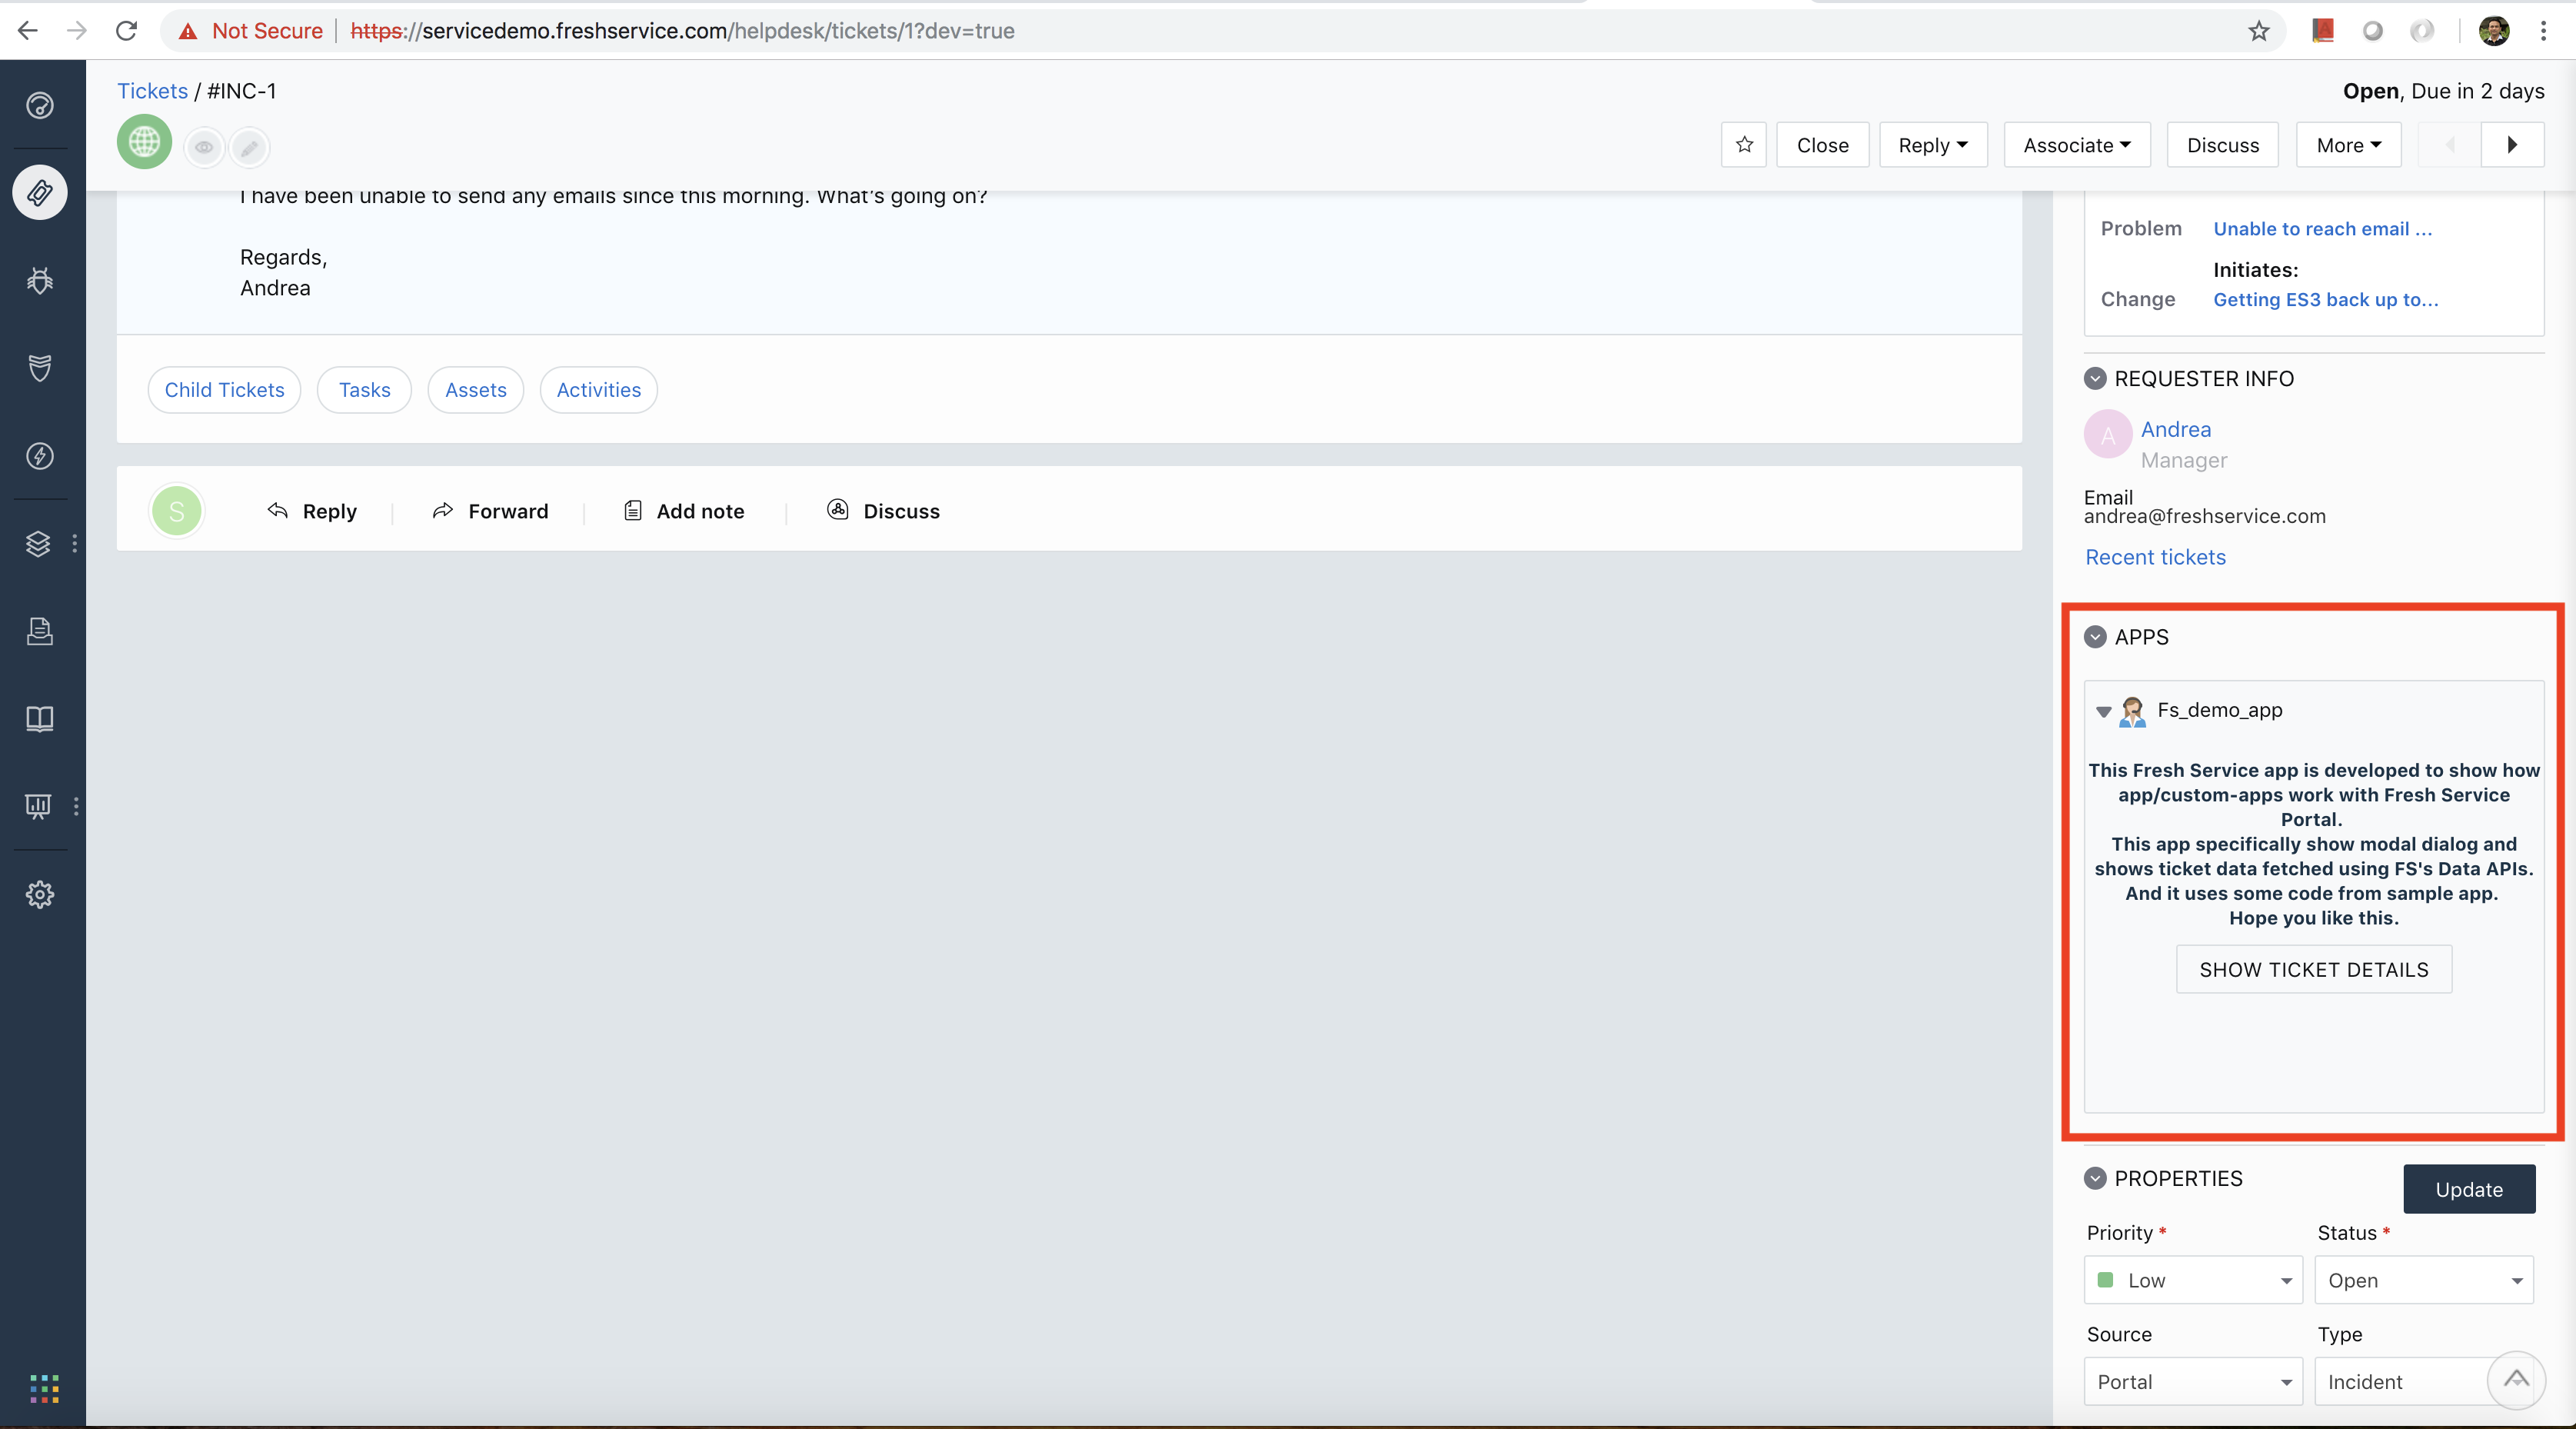 Not Secure | https://servicedemo.freshservice.com/helpdesk/tickets/1?dev=true
Tickets / #INC-1
Open, Due in 2 days
Close
Reply
Associate
Discuss
More
I have been unable to send any emails since this morning. What's going on?
Regards,
Andrea
Child Tickets
Tasks
Assets
Activities
S
Reply
Forward
Add note
Discuss
Problem
Unable to reach email ...
Initiates:
Change
Getting ES3 back up to...
REQUESTER INFO
A
Andrea
Manager
Email
andrea@freshservice.com
Recent tickets
APPS
Fs_demo_app
This Fresh Service app is developed to show how
app/custom-apps work with Fresh Service
Portal.
This app specifically show modal dialog and
shows ticket data fetched using FS's Data APIs.
And it uses some code from sample app.
Hope you like this.
SHOW TICKET DETAILS
PROPERTIES
Update
Priority *
Status *
Low
Open
Source
Type
Portal
Incident